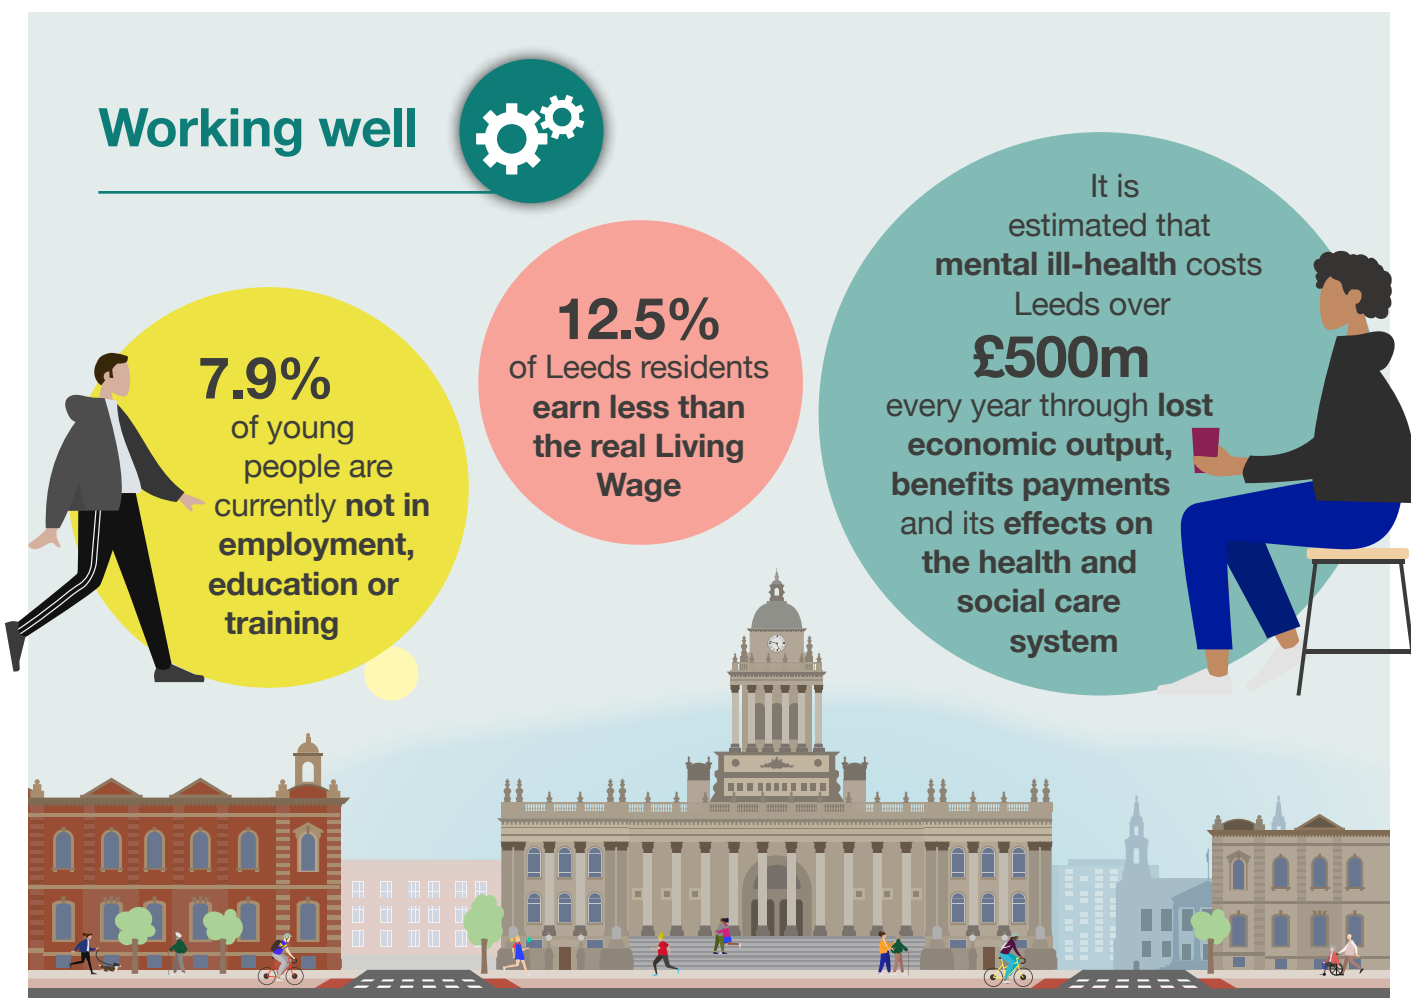 Working well
7.9%
of young
people are
currently not in
employment,
education or
training
12.5%
of Leeds residents
earn less than
the real Living
Wage
It is
estimated that
mental ill-health costs
Leeds over
£500m
every year through lost
economic output,
benefits payments
and its effects on
the health and
social care
system